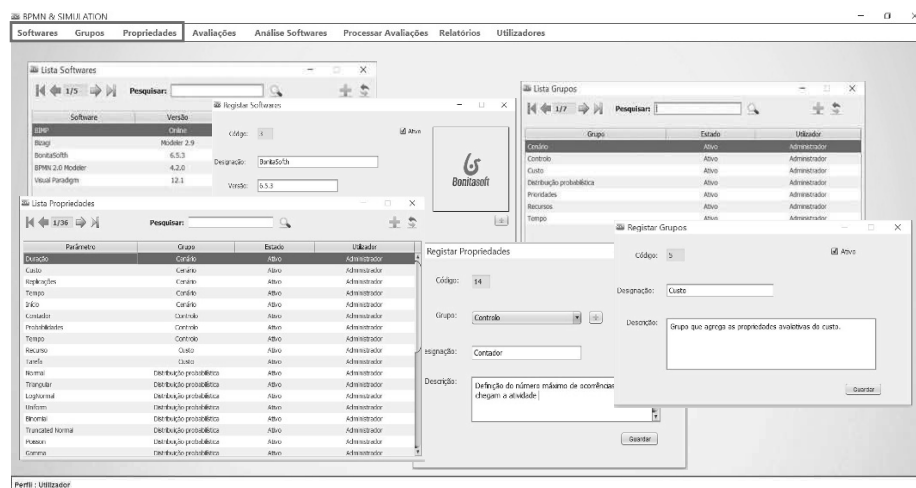 BPMN & SIMULATION
Softwares Grupos Propriedades Avaliações Análise Softwares Processar Avaliações Relatórios Utilizadores
Lista Softwares
1/5 Pesquisar:
Software Versão
BIMP Online
Bizagi Modeler 2.9
BonitaSofth 6.5.3
BPMN 2.0 Modeler 4.2.0
Visual Paradigm 12.1
Registar Softwares
Código: 3 Ativo
Designação: BonitaSofth
Versão: 6.5.3
Bonitasoft
Lista Grupos
1/7 Pesquisar:
Grupo Estado Utilizador
Cenário Ativo Administrador
Controlo Ativo Administrador
Custo Ativo Administrador
Distribuição probabilística Ativo Administrador
Prioridades Ativo Administrador
Recursos Ativo Administrador
Tempo Ativo Administrador
Lista Propriedades
1/36 Pesquisar:
Parâmetro Grupo Estado Utilizador
Duração Cenário Ativo Administrador
Custo Cenário Ativo Administrador
Replicações Cenário Ativo Administrador
Tempo Cenário Ativo Administrador
Início Cenário Ativo Administrador
Contador Controlo Ativo Administrador
Probabilidades Controlo Ativo Administrador
Tempo Controlo Ativo Administrador
Recurso Custo Ativo Administrador
Tarefa Custo Ativo Administrador
Normal Distribuição probabilística Ativo Administrador
Triangular Distribuição probabilística Ativo Administrador
LogNormal Distribuição probabilística Ativo Administrador
Uniform Distribuição probabilística Ativo Administrador
Binomial Distribuição probabilística Ativo Administrador
Truncated Normal Distribuição probabilística Ativo Administrador
Poisson Distribuição probabilística Ativo Administrador
Gamma Distribuição probabilística Ativo Administrador
Registar Propriedades
Código: 14
Grupo: Controlo
esignação: Contador
Descrição: Definição do número máximo de ocorrências
chegam a atividade
Guardar
Registar Grupos
Código: 5 Ativo
Designação: Custo
Descrição: Grupo que agrega as propriedades avaliativas do custo.
Guardar
Perfil : Utilizador